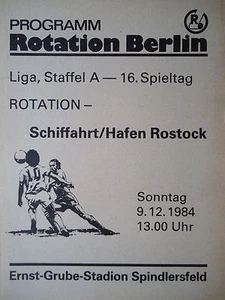 PROGRAMM
Rotation Berlin
R
Liga, Staffel A — 16. Spieltag
ROTATION –
Schiffahrt/Hafen Rostock
Sonntag
9.12.1984
13.00 Uhr
Ernst-Grube-Stadion Spindlersfeld